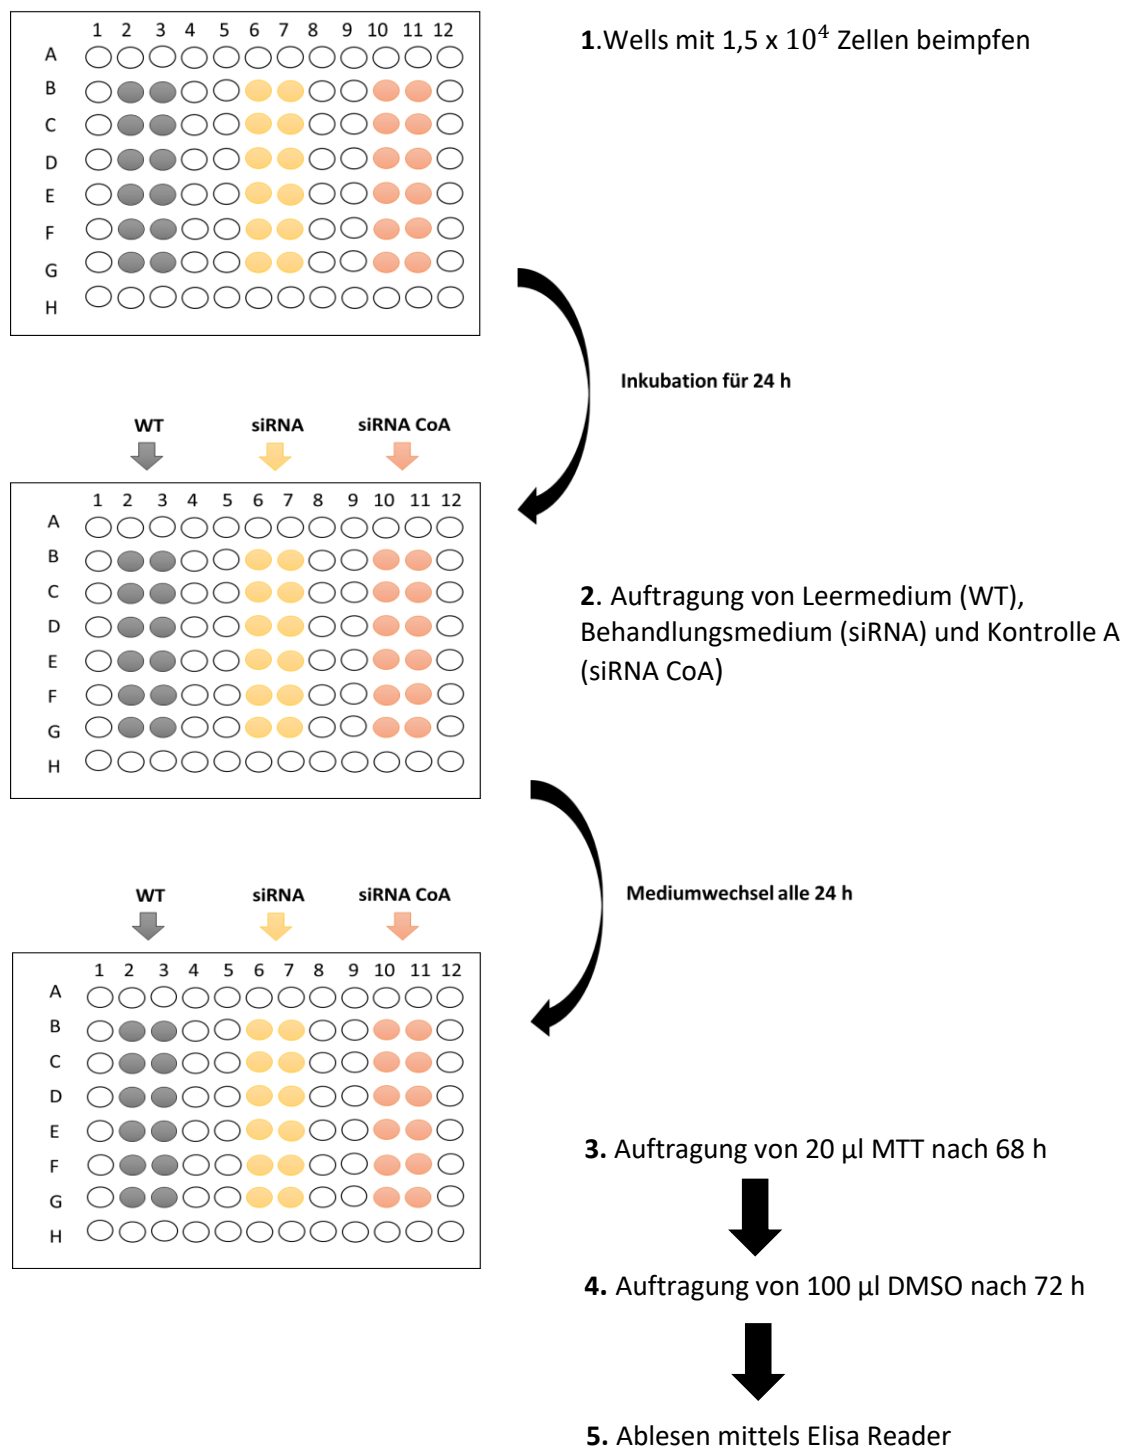 1 2 3 4 5 6 7 8 9 10 11 12
A
B
C
D
E
F
G
H
1.Wells mit 1,5 x 10⁴ Zellen beimpfen
Inkubation für 24 h
WT siRNA siRNA CoA
1 2 3 4 5 6 7 8 9 10 11 12
A
B
C
D
E
F
G
H
2. Auftragung von Leermedium (WT),
Behandlungsmedium (siRNA) und Kontrolle A
(siRNA CoA)
Mediumwechsel alle 24 h
WT siRNA siRNA CoA
1 2 3 4 5 6 7 8 9 10 11 12
A
B
C
D
E
F
G
H
3. Auftragung von 20 µl MTT nach 68 h
4. Auftragung von 100 µl DMSO nach 72 h
5. Ablesen mittels Elisa Reader